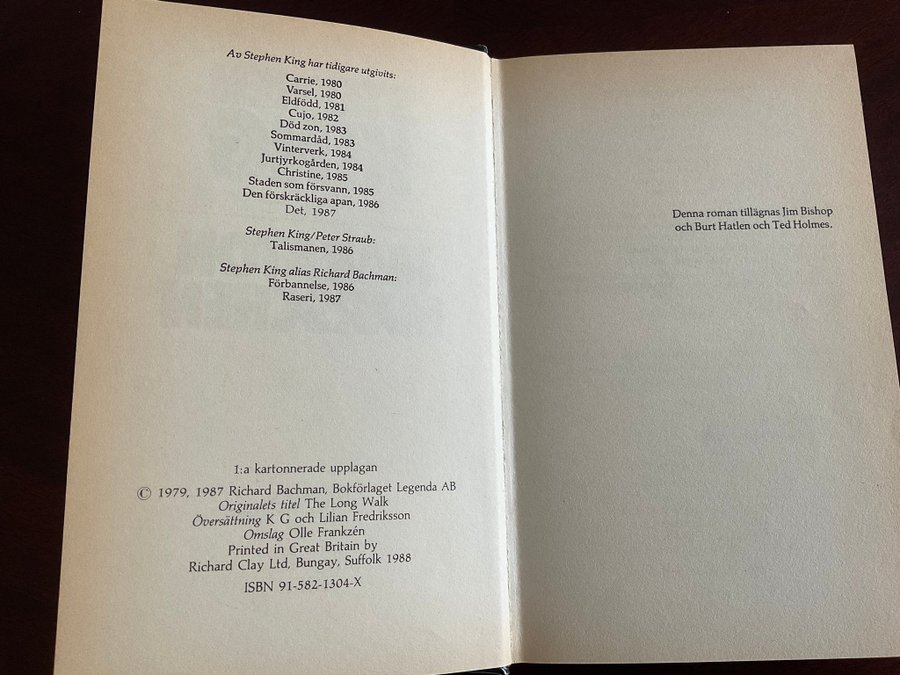 Av Stephen King har tidigare utgivits:
Carrie, 1980
Varsel, 1980
Eldfödd, 1981
Cujo, 1982
Död zon, 1983
Sommardåd, 1983
Vinterverk, 1984
Jurtjyrkogården, 1984
Christine, 1985
Staden som försvann, 1985
Den förskräckliga apan, 1986
Det, 1987
Stephen King/Peter Straub:
Talismanen, 1986
Stephen King alias Richard Bachman:
Förbannelse, 1986
Raseri, 1987
1:a kartonnerade upplagan
© 1979, 1987 Richard Bachman, Bokförlaget Legenda AB
Originalets titel The Long Walk
Översättning K G och Lilian Fredriksson
Omslag Olle Frankzén
Printed in Great Britain by
Richard Clay Ltd, Bungay, Suffolk 1988
ISBN 91-582-1304-X
Denna roman tillägnas Jim Bishop
och Burt Hatlen och Ted Holmes.